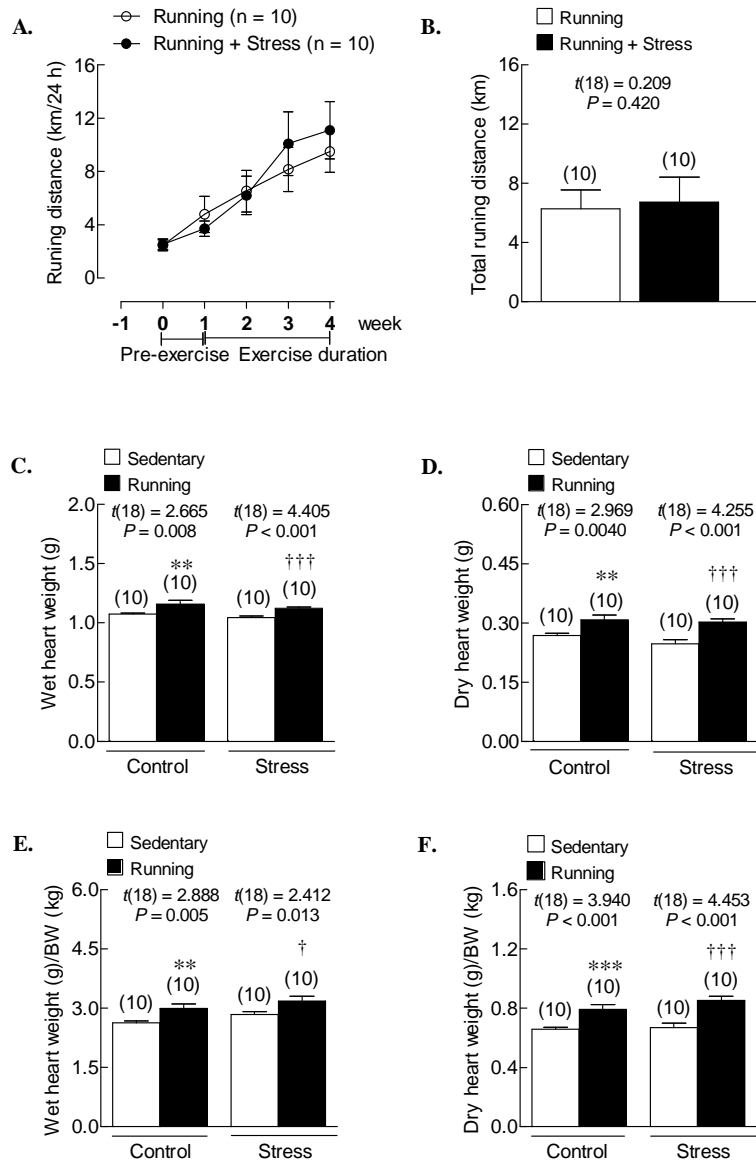 A.
Running (n = 10)
Running + Stress (n = 10)
Runing distance (km/24 h)
16
12
8
4
0
-1 0 1 2 3 4 week
Pre-exercise Exercise duration
B.
Running
Running + Stress
t(18) = 0.209
P = 0.420
Total runing distance (km)
16
12
8
4
0
(10) (10)
C.
Sedentary
Running
t(18) = 2.665 t(18) = 4.405
P = 0.008 P < 0.001
Wet heart weight (g)
2.0
1.5
1.0
0.5
0.0
** †††
(10) (10) (10) (10)
Control Stress
D.
Sedentary
Running
t(18) = 2.969 t(18) = 4.255
P = 0.0040 P < 0.001
Dry heart weight (g)
0.60
0.45
0.30
0.15
0.00
** †††
(10) (10) (10) (10)
Control Stress
E.
Sedentary
Running
t(18) = 2.888 t(18) = 2.412
P = 0.005 P = 0.013
Wet heart weight (g)/BW (kg)
6.0
4.5
3.0
1.5
0.0
** †
(10) (10) (10) (10)
Control Stress
F.
Sedentary
Running
t(18) = 3.940 t(18) = 4.453
P < 0.001 P < 0.001
Dry heart weight (g)/BW (kg)
1.6
1.2
0.8
0.4
0.0
*** †††
(10) (10) (10) (10)
Control Stress